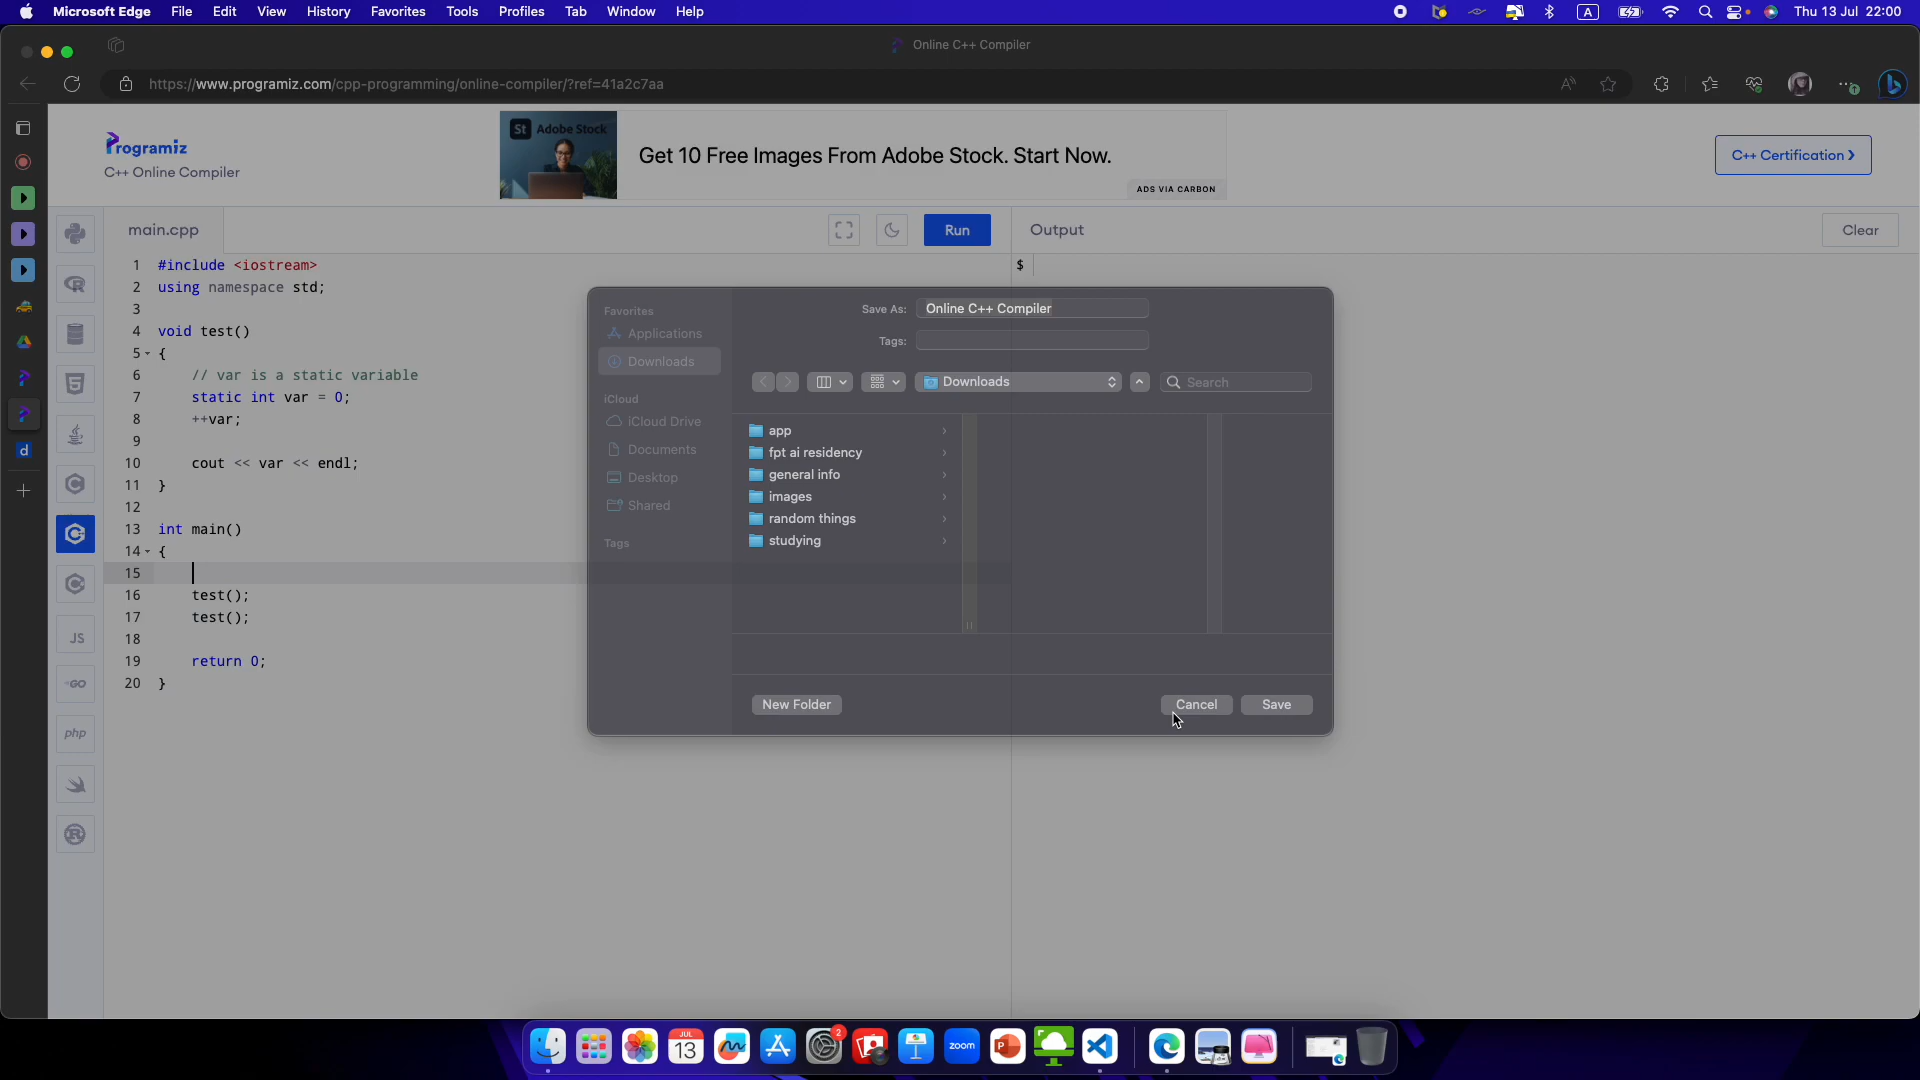 Microsoft Edge File Edit View History Favorites Tools Profiles Tab Window Help A Thu 13 Jul 22:00
Online C++ Compiler
https://www.programiz.com/cpp-programming/online-compiler/?ref=41a2c7aa
Programiz
C++ Online Compiler
St Adobe Stock
Get 10 Free Images From Adobe Stock. Start Now.
ADS VIA CARBON
C++ Certification ❯
main.cpp
Run
Output
Clear
1 #include <iostream>
2 using namespace std;
3
4 void test()
5 {
6 // var is a static variable
7 static int var = 0;
8 ++var;
9
10 cout << var << endl;
11 }
12
13 int main()
14 {
15
16 test();
17 test();
18
19 return 0;
20 }
$
JS
GO
php
d
Favorites
Applications
Downloads
iCloud
iCloud Drive
Documents
Desktop
Shared
Tags
Save As: Online C++ Compiler
Tags:
Downloads
Search
app
fpt ai residency
general info
images
random things
studying
New Folder
Cancel
Save
JUL
13
2
zoom
P